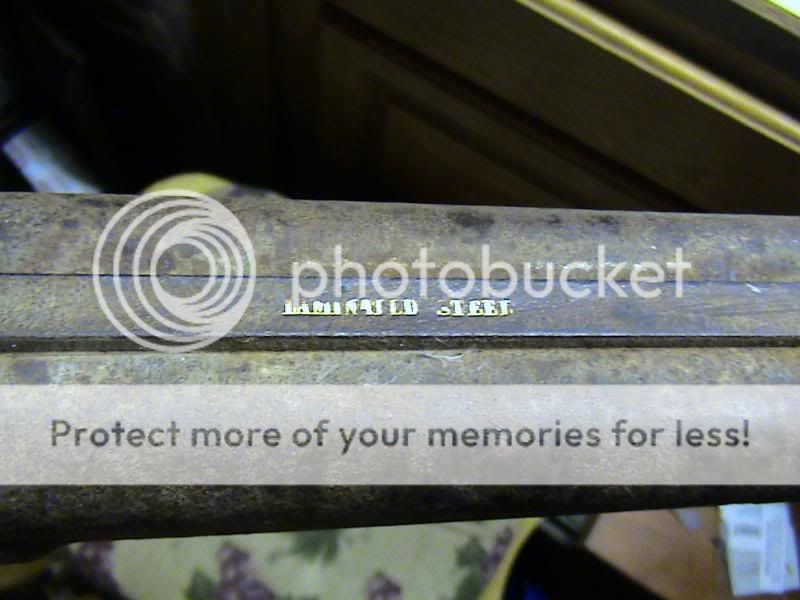 photobucket
LAMINATED STEEL
Protect more of your memories for less!